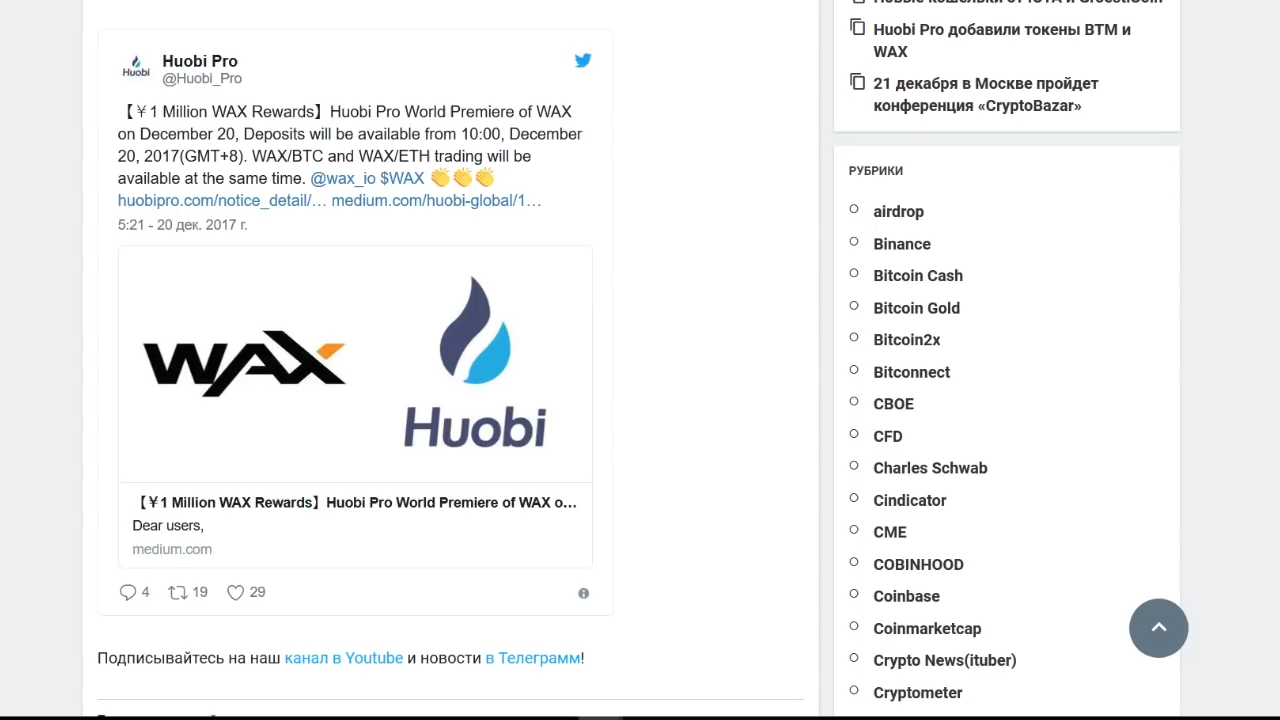 Huobi Pro
@Huobi_Pro
Huobi
【￥1 Million WAX Rewards】Huobi Pro World Premiere of WAX
on December 20, Deposits will be available from 10:00, December
20, 2017(GMT+8). WAX/BTC and WAX/ETH trading will be
available at the same time. @wax_io $WAX 👏👏👏
huobipro.com/notice_detail/… medium.com/huobi-global/1…
5:21 - 20 дек. 2017 г.
WAX
Huobi
【￥1 Million WAX Rewards】Huobi Pro World Premiere of WAX o…
Dear users,
medium.com
4 19 29
Подписывайтесь на наш канал в Youtube и новости в Телеграмм!
Huobi Pro добавили токены BTM и
WAX
21 декабря в Москве пройдет
конференция «CryptoBazar»
РУБРИКИ
airdrop
Binance
Bitcoin Cash
Bitcoin Gold
Bitcoin2x
Bitconnect
CBOE
CFD
Charles Schwab
Cindicator
CME
COBINHOOD
Coinbase
Coinmarketcap
Crypto News(ituber)
Cryptometer